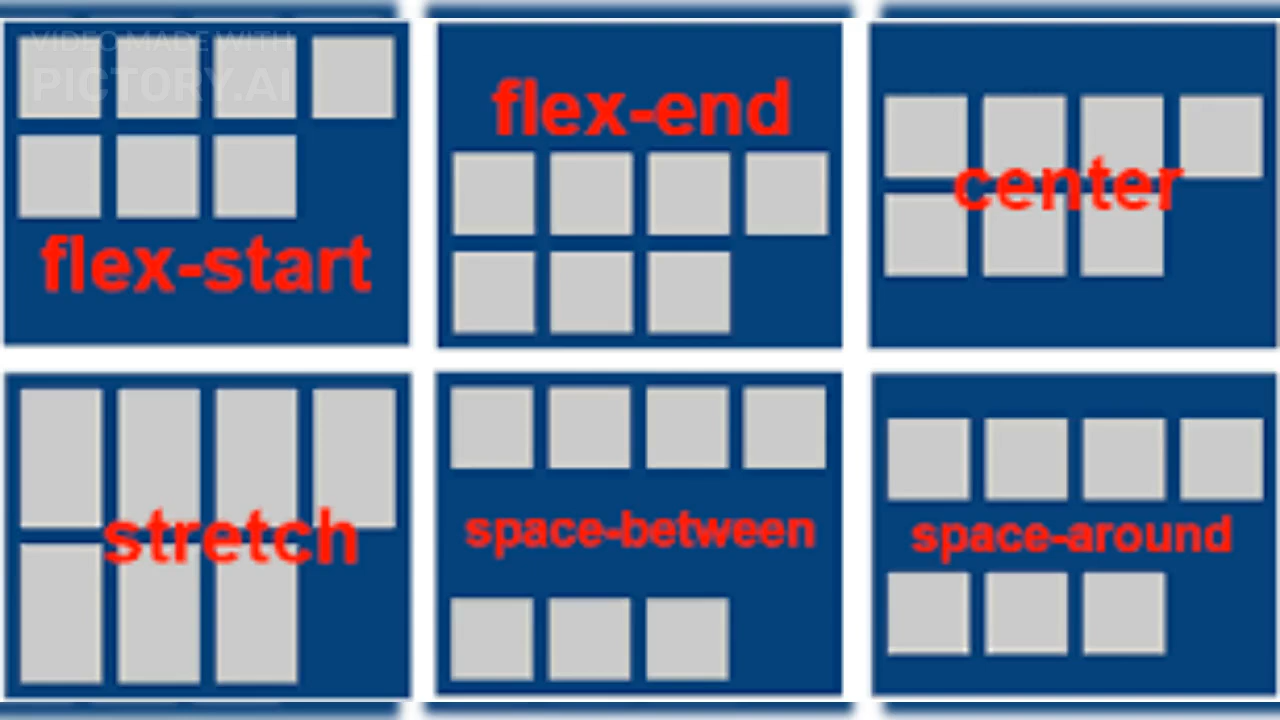 VIDEO MADE WITH
PICTORY.AI
flex-start
flex-end
center
stretch
space-between
space-around